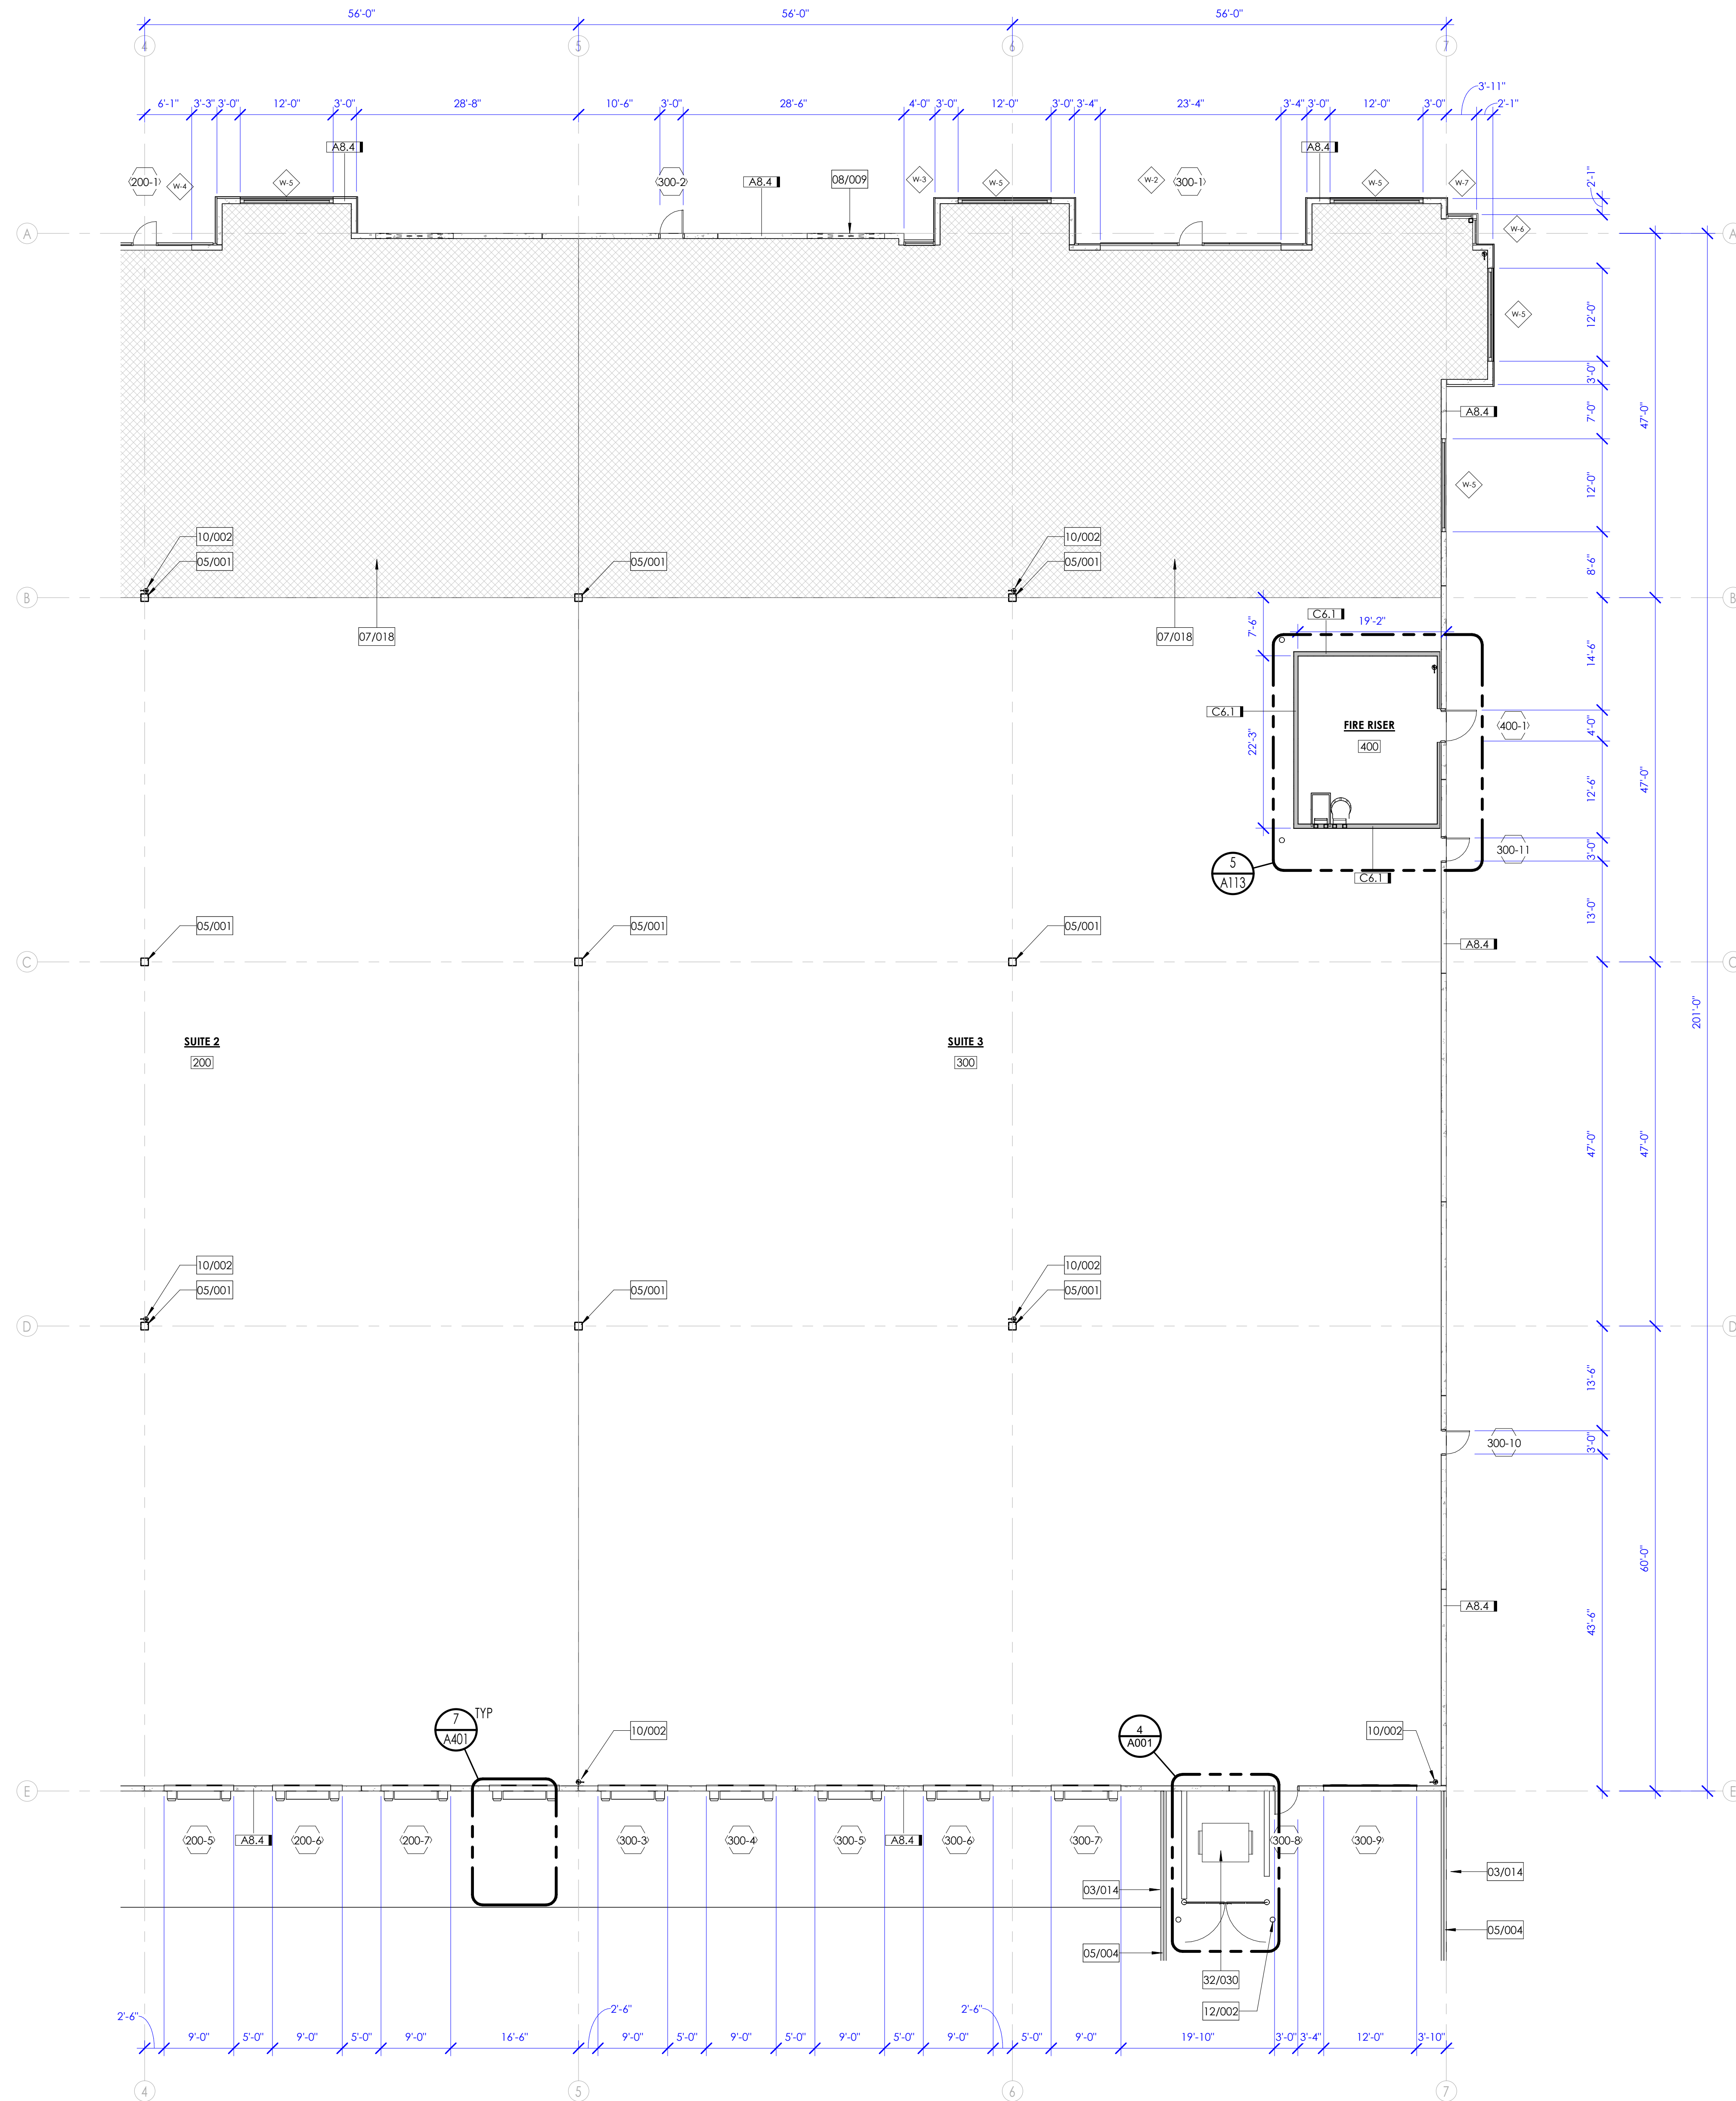 56'-0" 56'-0" 56'-0"
4 5 6 7
3'-11"
6'-1" 3'-3" 3'-0" 12'-0" 3'-0" 28'-8" 10'-6" 3'-0" 28'-6" 4'-0" 3'-0" 12'-0" 3'-0" 3'-4" 23'-4" 3'-4" 3'-0" 12'-0" 3'-0" 2'-1"
A8.4 A8.4
200-1 W-4 W-5 300-2 A8.4 08/009 W-3 W-5 W-2 300-1 W-5 W-7 2'-1"
A W-6 A
12'-0" W-5
3'-0"
A8.4 7'-0" 47'-0"
W-5 12'-0"
10/002 10/002
05/001 05/001 05/001 8'-6"
B B
07/018 07/018 7'-6" C6.1 19'-2" 14'-6"
C6.1 FIRE RISER 400-1 4'-0"
22'-3" 400
12'-6" 47'-0"
300-11 3'-0"
5
A113 C6.1
13'-0"
05/001 05/001 05/001 A8.4
C C
201'-0"
SUITE 2 SUITE 3
200 300
47'-0" 47'-0"
10/002 10/002
05/001 05/001 05/001
D D
13'-6"
300-10 3'-0"
60'-0"
A8.4 43'-6"
7 TYP
A401
10/002
4
A001
10/002
E E
200-5 A8.4 200-6 200-7 300-3 300-4 300-5 A8.4 300-6 300-7 300-8 300-9
03/014 03/014
05/004 05/004
32/030
12/002
2'-6" 2'-6" 2'-6"
9'-0" 5'-0" 9'-0" 5'-0" 9'-0" 16'-6" 9'-0" 5'-0" 9'-0" 5'-0" 9'-0" 5'-0" 9'-0" 5'-0" 9'-0" 19'-10" 3'-0" 3'-4" 12'-0" 3'-10"
4 5 6 7